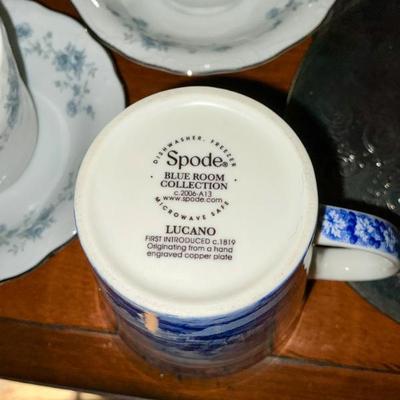 DISHWASHER, FREEZER
Spode®
BLUE ROOM
COLLECTION
c.2006-A13
www.spode.com
MICROWAVE SAFE
LUCANO
FIRST INTRODUCED c.1819
Originating from a hand
engraved copper plate